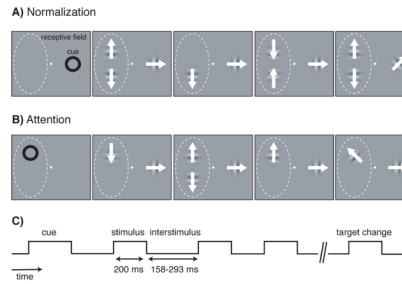 A) Normalization
receptive field
cue
B) Attention
C)
cue stimulus interstimulus target change
200 ms 158-293 ms
time